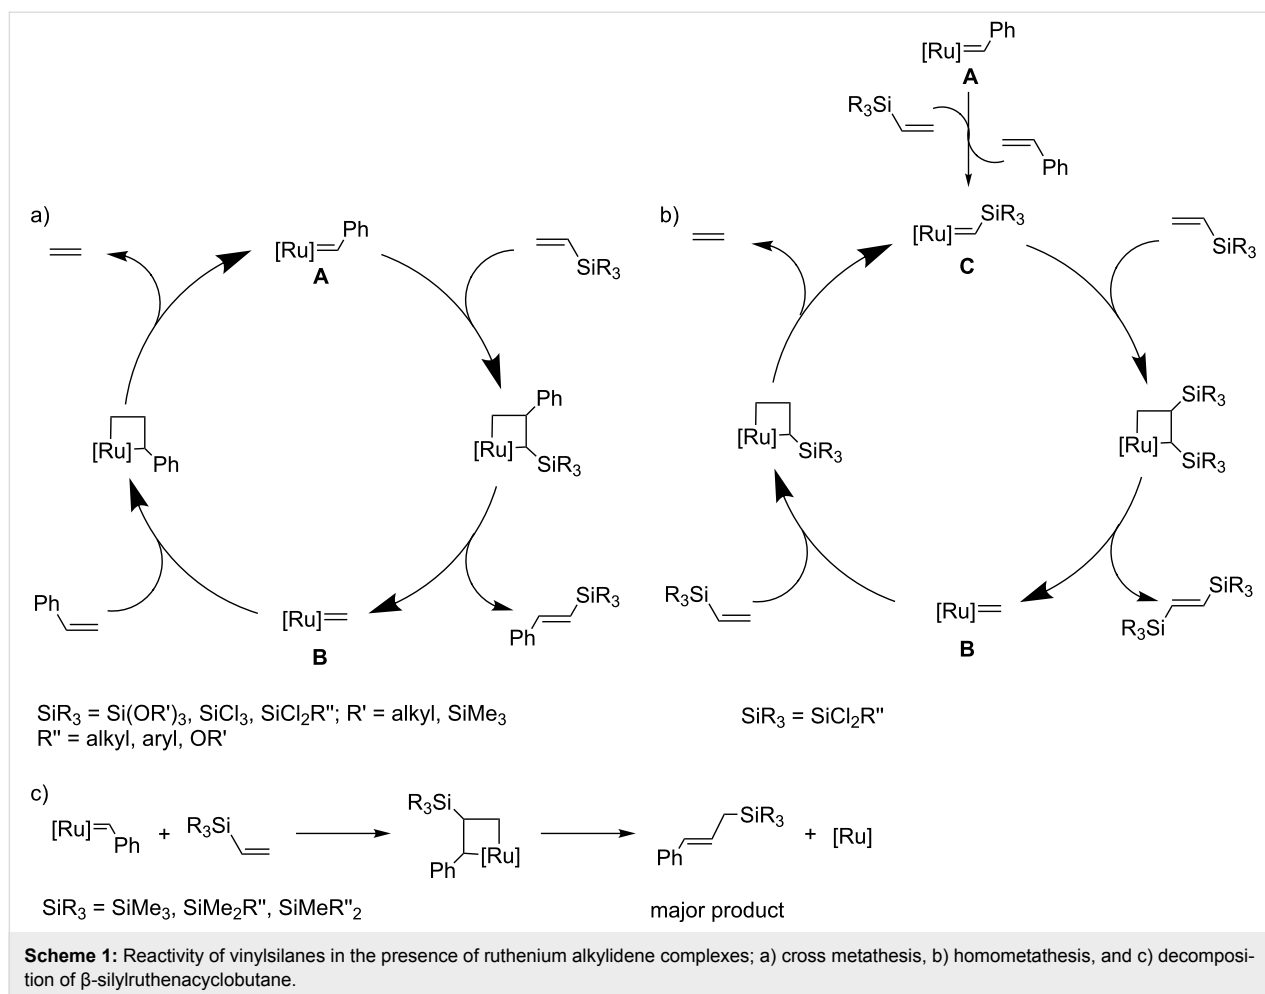 [Ru]=\Ph
A
R₃Si
Ph
a)
[Ru]
Ph
A
SiR₃
Ph
[Ru]
SiR₃
[Ru]
Ph
Ph
[Ru]
B
SiR₃
Ph
b)
[Ru]
SiR₃
C
SiR₃
SiR₃
[Ru]
SiR₃
[Ru]
SiR₃
R₃Si
[Ru]
B
SiR₃
R₃Si
SiR₃ = Si(OR')₃, SiCl₃, SiCl₂R"; R' = alkyl, SiMe₃
R" = alkyl, aryl, OR'
SiR₃ = SiCl₂R"
c)
[Ru]
Ph
+
R₃Si
R₃Si
Ph
[Ru]
SiR₃
Ph
+
[Ru]
SiR₃ = SiMe₃, SiMe₂R", SiMeR"₂
major product
Scheme 1: Reactivity of vinylsilanes in the presence of ruthenium alkylidene complexes; a) cross metathesis, b) homometathesis, and c) decomposi-
tion of β-silylruthenacyclobutane.